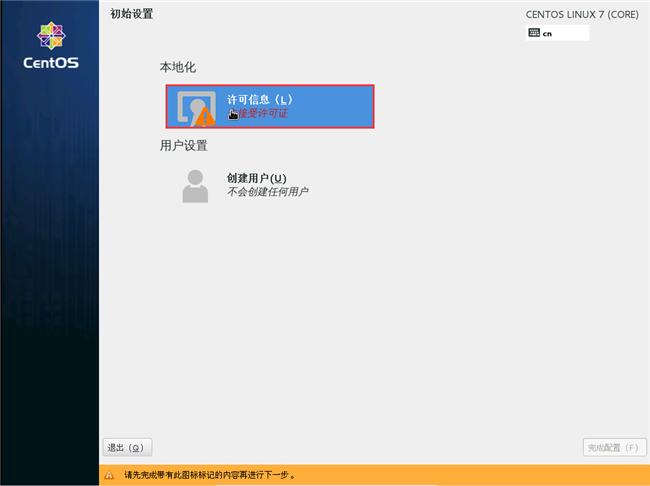 初始设置
CENTOS LINUX 7 (CORE)
cn
CentOS
本地化
许可信息（L）
接受许可证
用户设置
创建用户(U)
不会创建任何用户
退出（Q）
完成配置（F）
请先完成带有此图标标记的内容再进行下一步。